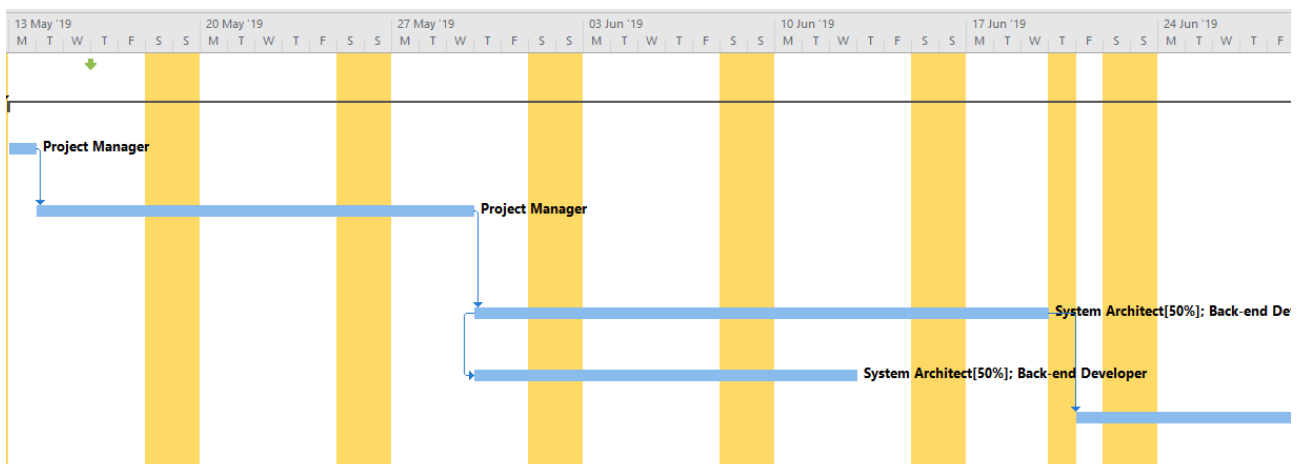 13 May '19 20 May '19 27 May '19 03 Jun '19 10 Jun '19 17 Jun '19 24 Jun '19
M T W T F S S M T W T F S S M T W T F S S M T W T F S S M T W T F S S M T W T F S S M T W T F
Project Manager
Project Manager
System Architect[50%]; Back-end De
System Architect[50%]; Back-end Developer